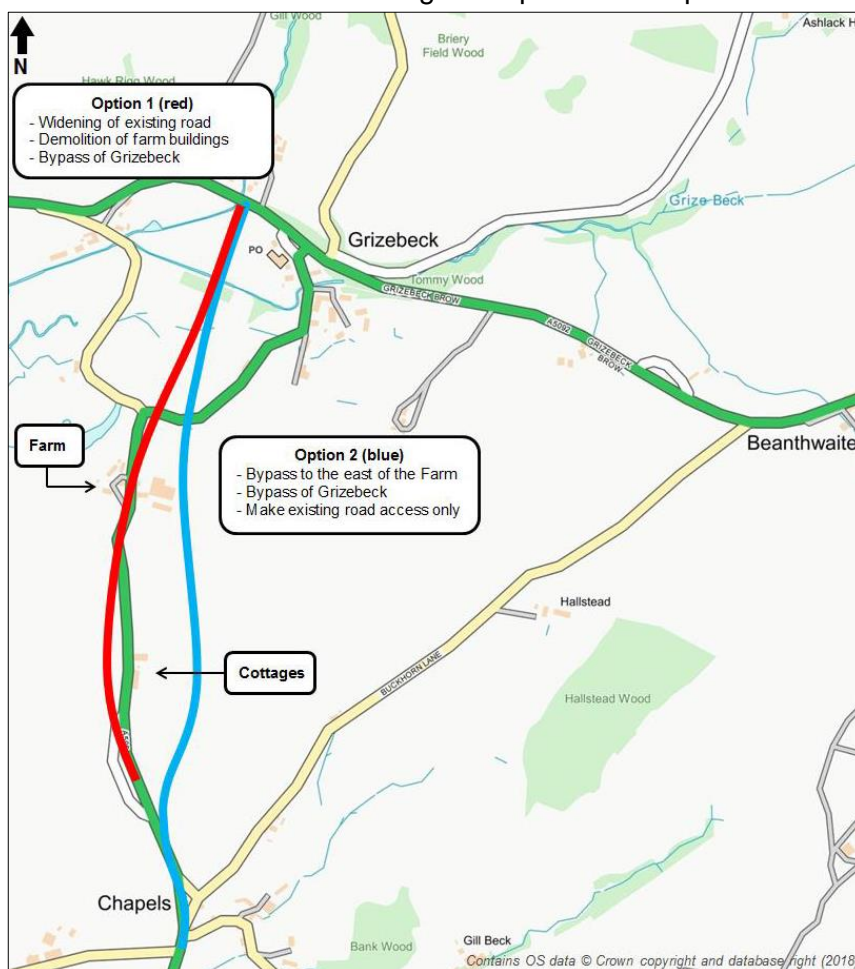 Gill Wood
Briery
Field Wood
Ashlack H
N
Hawk Rigg Wood
Option 1 (red)
- Widening of existing road
- Demolition of farm buildings
- Bypass of Grizebeck
Grize Beck
Grizebeck
PO
Tommy Wood
GRIZEBECK BROW
A5092
GRIZEBECK
BROW
Farm
Option 2 (blue)
- Bypass to the east of the Farm
- Bypass of Grizebeck
- Make existing road access only
Beanthwaite
Hallstead
Cottages
BUCKHORN LANE
Hallstead Wood
Chapels
Bank Wood
Gill Beck
Contains OS data © Crown copyright and database right (2018